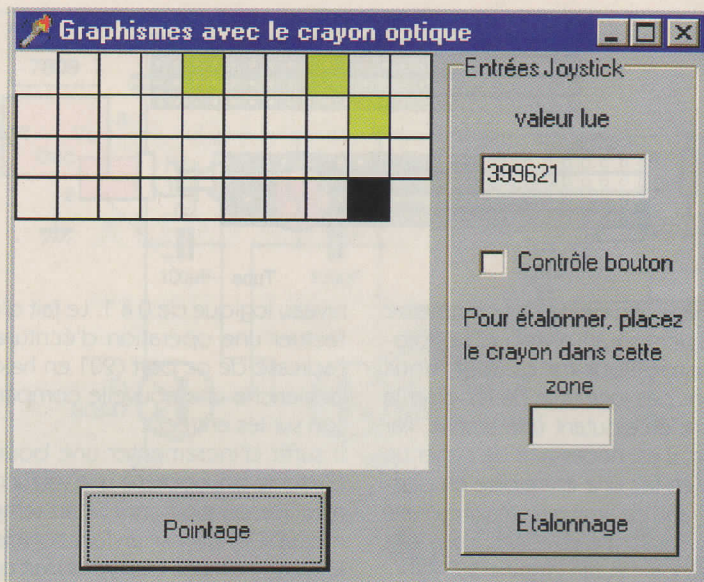 Graphismes avec le crayon optique
Entrées Joystick
valeur lue
399621
Contrôle bouton
Pour étalonner, placez
le crayon dans cette
zone
Pointage
Etalonnage